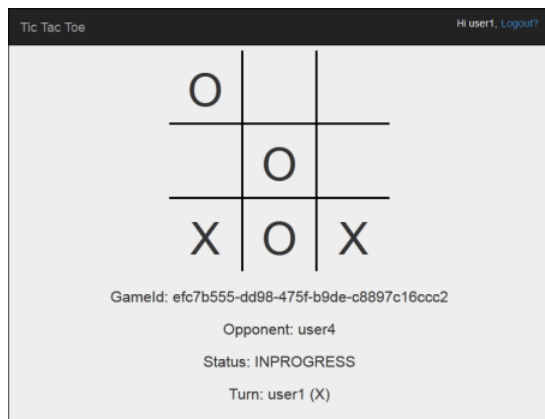 Tic Tac Toe Hi user1, Logout?
O
O
X O X
GameId: efc7b555-dd98-475f-b9de-c8897c16ccc2
Opponent: user4
Status: INPROGRESS
Turn: user1 (X)